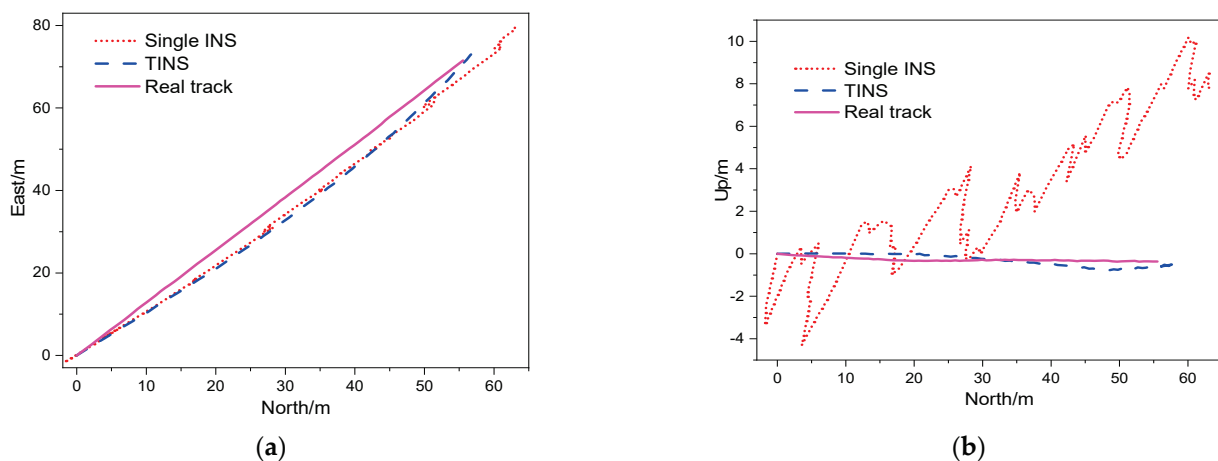 80
60
40
20
0
East/m
Single INS
TINS
Real track
0 10 20 30 40 50 60
North/m
(a)
10
8
6
4
2
0
-2
-4
Up/m
Single INS
TINS
Real track
0 10 20 30 40 50 60
North/m
(b)